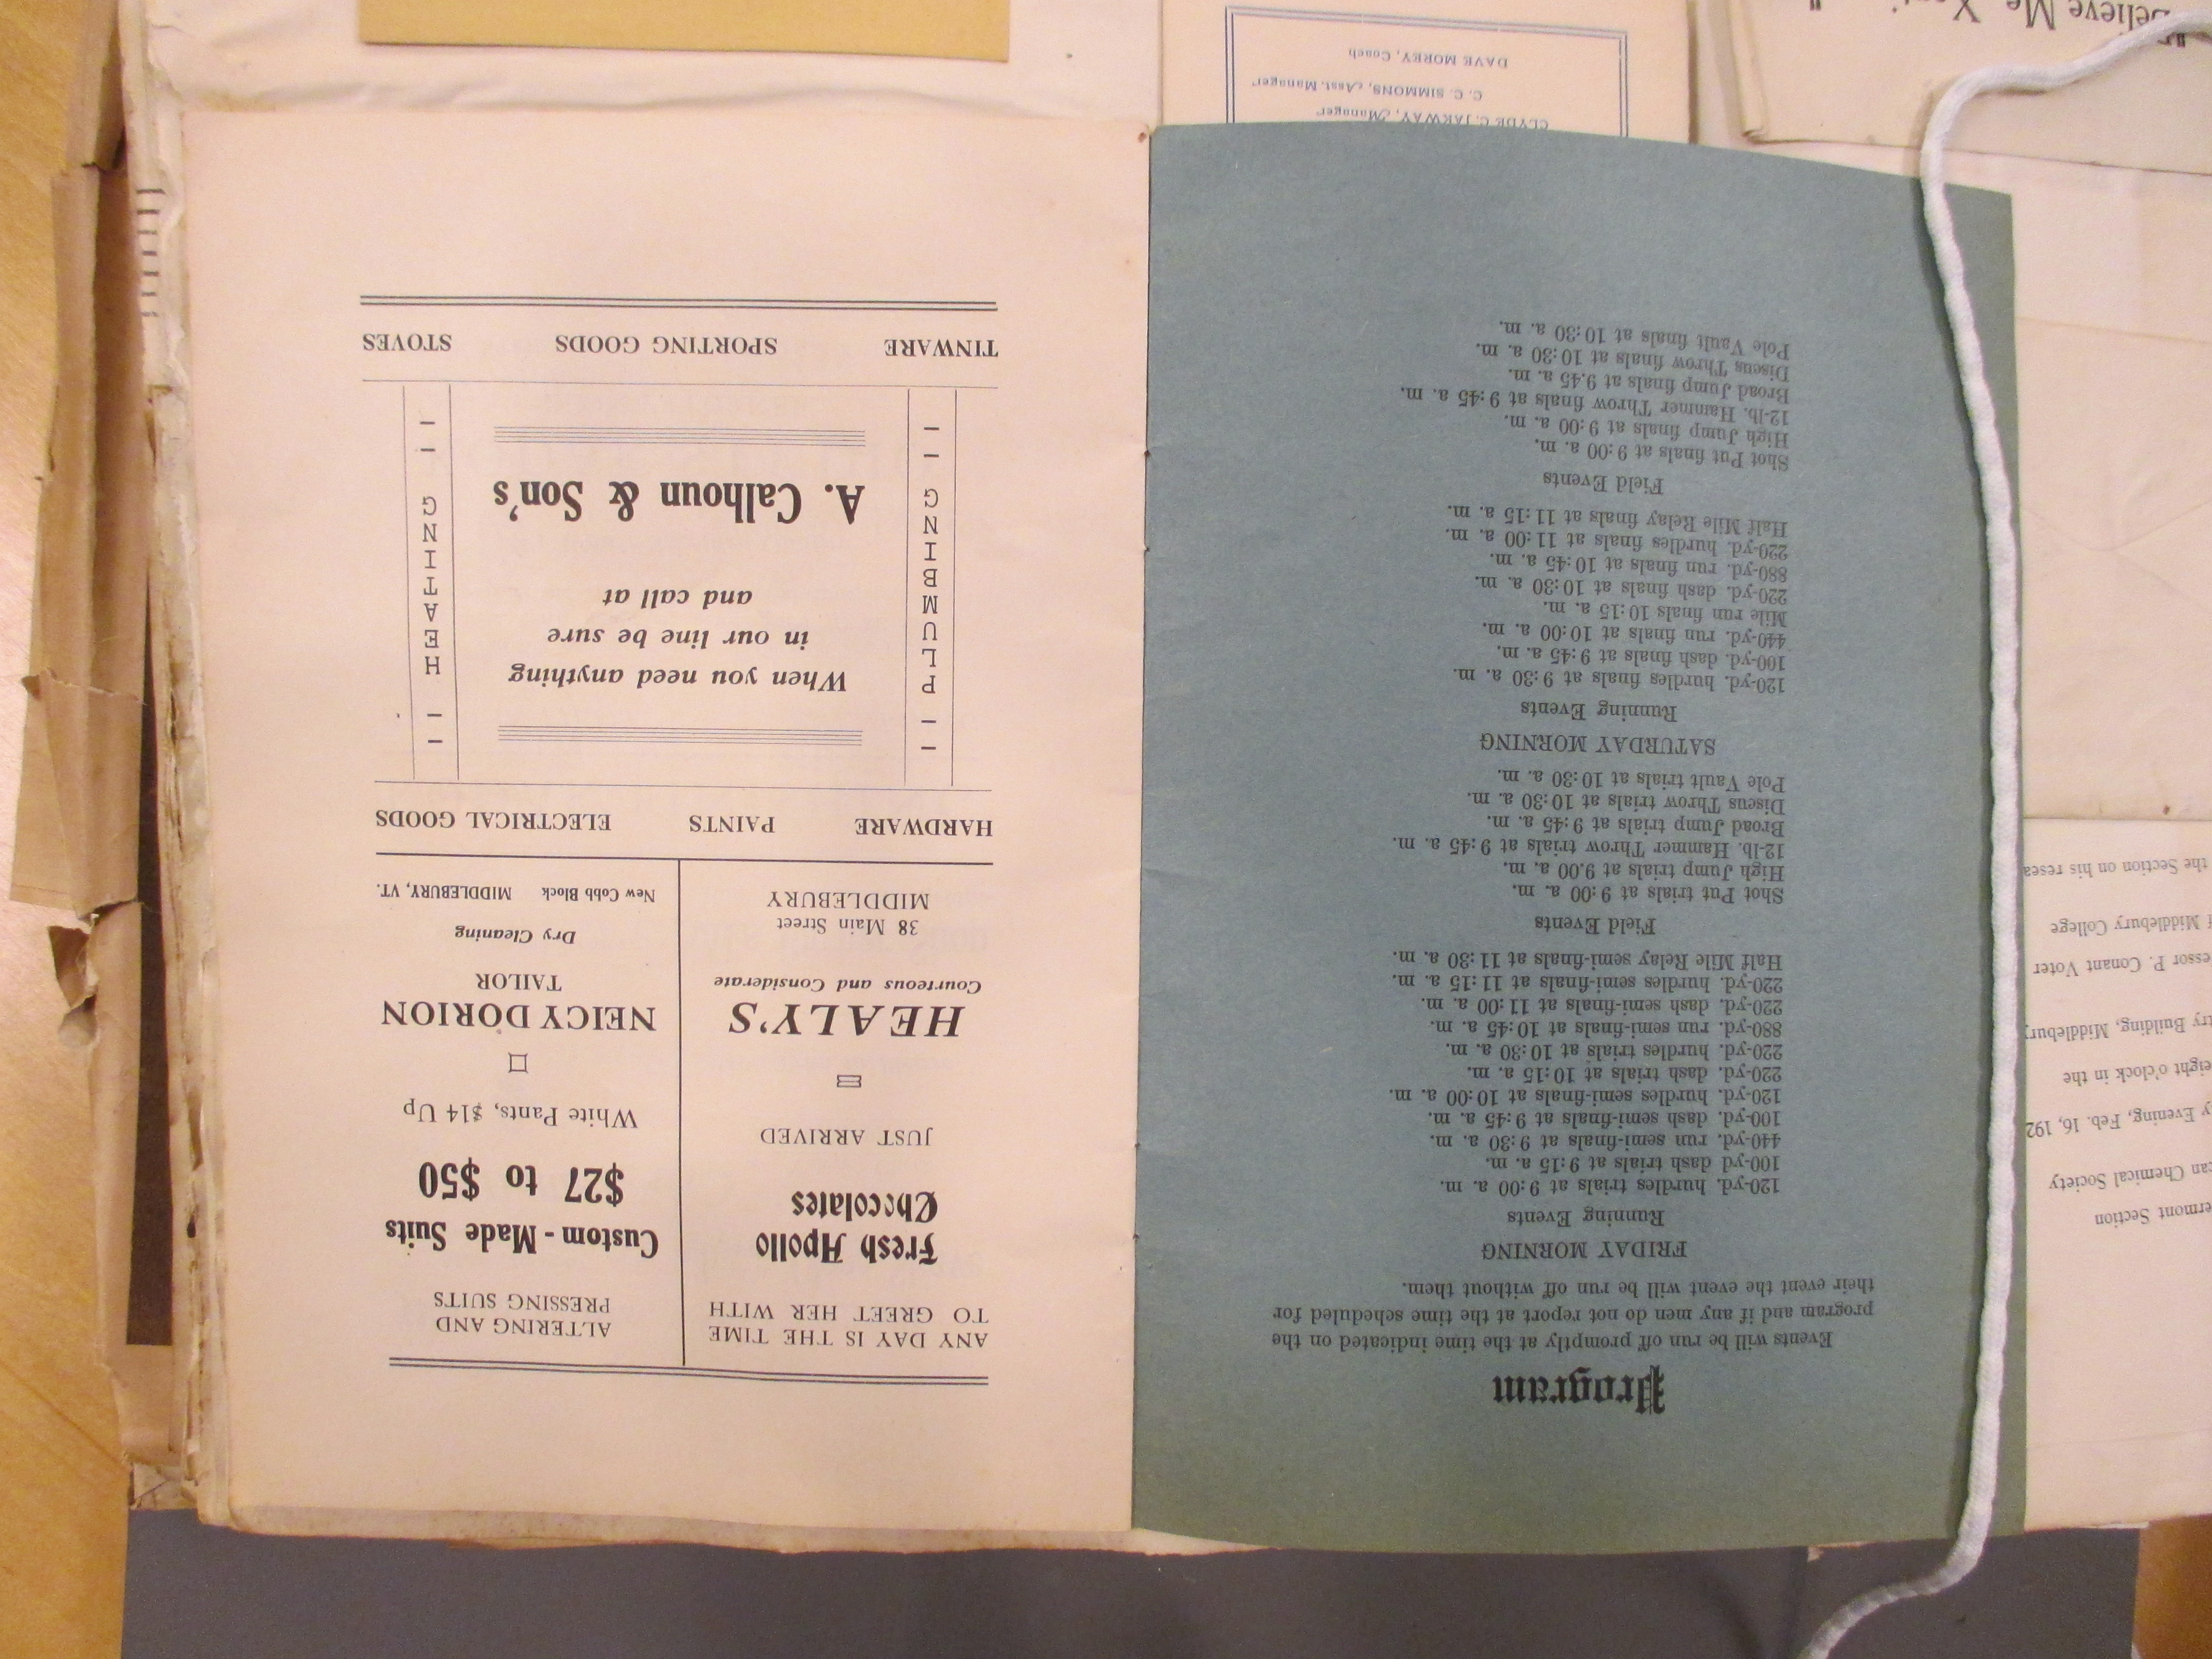 Program
Events will be run off promptly at the time indicated on the
program and if any men do not report at the time scheduled for
their event the event will be run off without them.
FRIDAY MORNING
Running Events
120-yd. hurdles trials at 9:00 a. m.
100-yd dash trials at 9:15 a. m.
440-yd. run semi-finals at 9:30 a. m.
100-yd. dash semi-finals at 9:45 a. m.
120-yd. hurdles semi-finals at 10:00 a. m.
220-yd. dash trials at 10:15 a. m.
220-yd. hurdles trials at 10:30 a. m.
880-yd. run semi-finals at 10:45 a. m.
220-yd. dash semi-finals at 11:00 a. m.
220-yd. hurdles semi-finals at 11:15 a. m.
Half Mile Relay semi-finals at 11:30 a. m.
Field Events
Shot Put trials at 9:00 a. m.
High Jump trials at 9.00 a. m.
12-lb. Hammer Throw trials at 9:45 a. m.
Broad Jump trials at 9:45 a. m.
Discus Throw trials at 10:30 a. m.
Pole Vault trials at 10:30 a. m.
SATURDAY MORNING
Running Events
120-yd. hurdles finals at 9:30 a. m.
100-yd. dash finals at 9:45 a. m.
440-yd. run finals at 10:00 a. m.
Mile run finals 10:15 a. m.
220-yd. dash finals at 10:30 a. m.
880-yd. run finals at 10:45 a. m.
220-yd. hurdles finals at 11:00 a. m.
Half Mile Relay finals at 11:15 a. m.
Field Events
Shot Put finals at 9:00 a. m.
High Jump finals at 9:00 a. m.
12-lb. Hammer Throw finals at 9:45 a. m.
Broad Jump finals at 9.45 a. m.
Discus Throw finals at 10:30 a. m.
Pole Vault finals at 10:30 a. m.
ANY DAY IS THE TIME
TO GREET HER WITH
Fresh Apollo
Chocolates
JUST ARRIVED
HEALY'S
Courteous and Considerate
38 Main Street
MIDDLEBURY
ALTERING AND
PRESSING SUITS
Custom-Made Suits
$27 to $50
White Pants, $14 Up
NEICY DORION
TAILOR
Dry Cleaning
New Cobb Block MIDDLEBURY, VT.
HARDWARE PAINTS ELECTRICAL GOODS
- - PLUMBING - -
When you need anything
in our line be sure
and call at
A. Calhoun & Son's
- - HEATING - -
TINWARE SPORTING GOODS STOVES
CLYDE C. JAKWAY, Manager
C. C. SIMMONS, Asst. Manager
DAVE MOREY, Coach
"Believe Me
Section
Chemical Society
Evening, Feb. 16, 192
o'clock in the
Building,
P. Conant Voter
Middlebury College
the Section on his